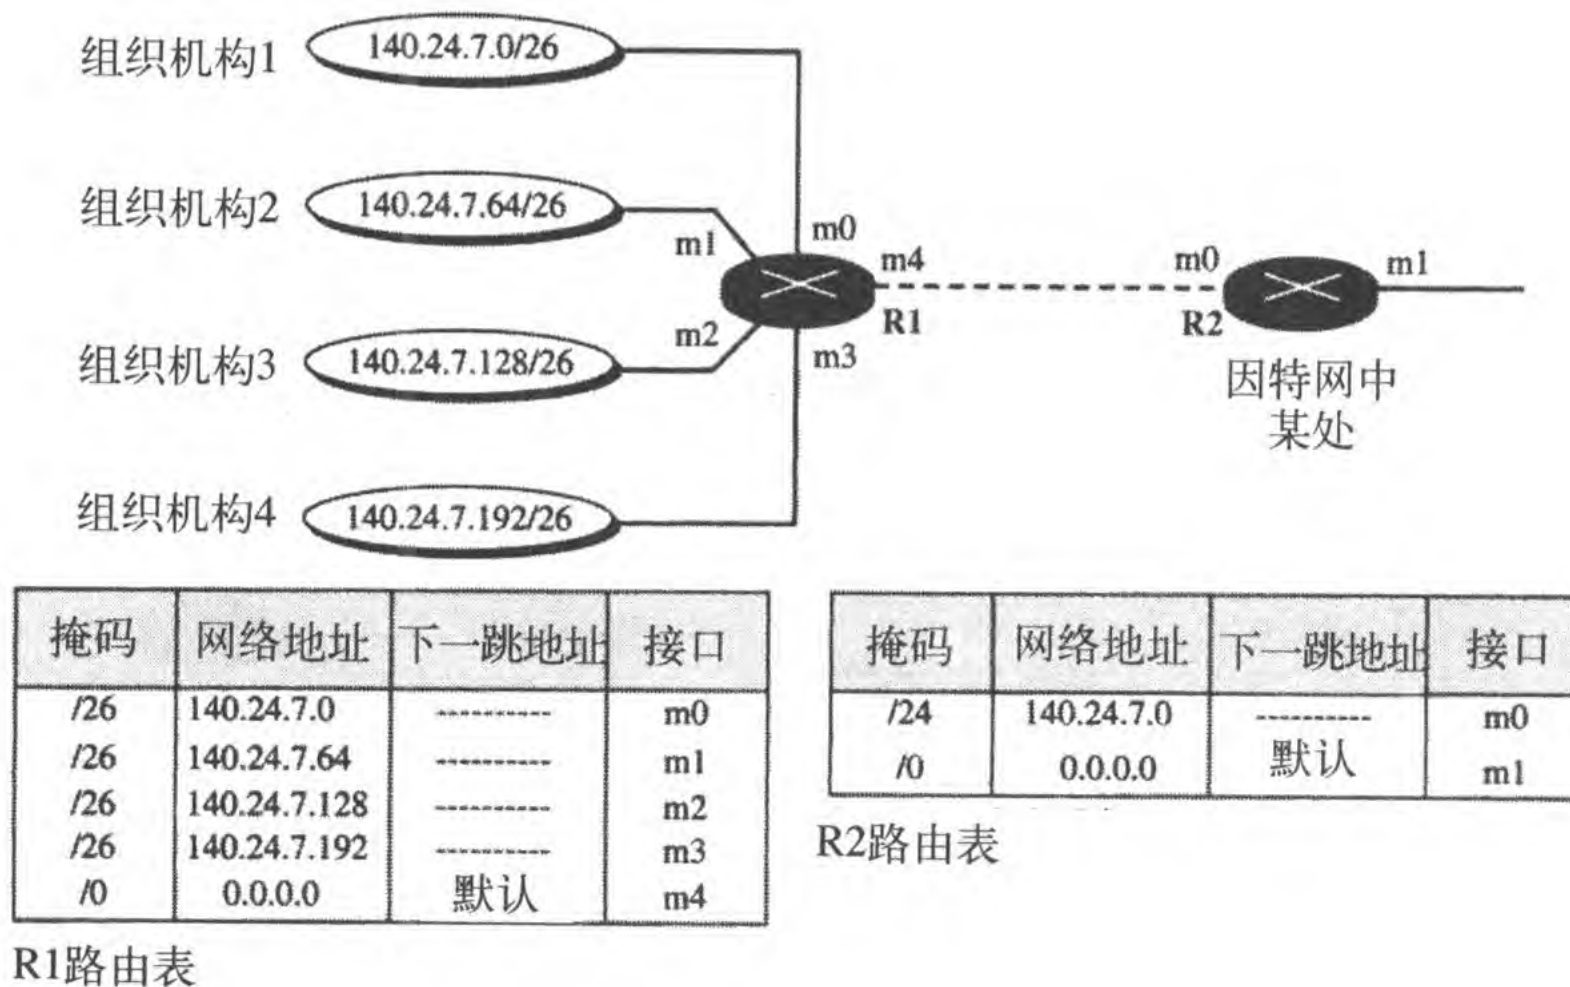 组织机构1
140.24.7.0/26
组织机构2
140.24.7.64/26
组织机构3
140.24.7.128/26
组织机构4
140.24.7.192/26
m0
m1
m2
m3
m4
R1
m0
R2
m1
因特网中
某处
掩码 网络地址 下一跳地址 接口
/26 140.24.7.0 ---------- m0
/26 140.24.7.64 ---------- m1
/26 140.24.7.128 ---------- m2
/26 140.24.7.192 ---------- m3
/0 0.0.0.0 默认 m4
R1路由表
掩码 网络地址 下一跳地址 接口
/24 140.24.7.0 ---------- m0
/0 0.0.0.0 默认 m1
R2路由表